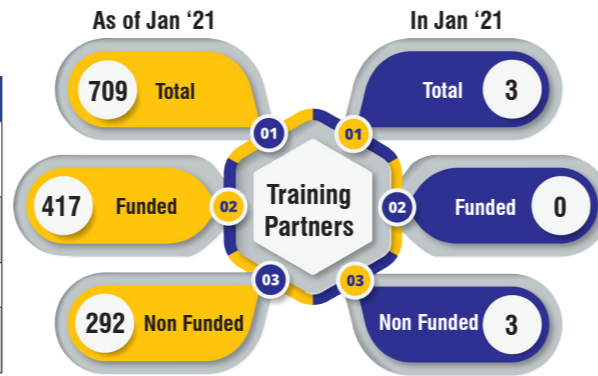 As of Jan ‘21
In Jan ‘21
709 Total
01
01
Total 3
417 Funded
02
Training
Partners
02
Funded 0
292 Non Funded
03
03
Non Funded 3